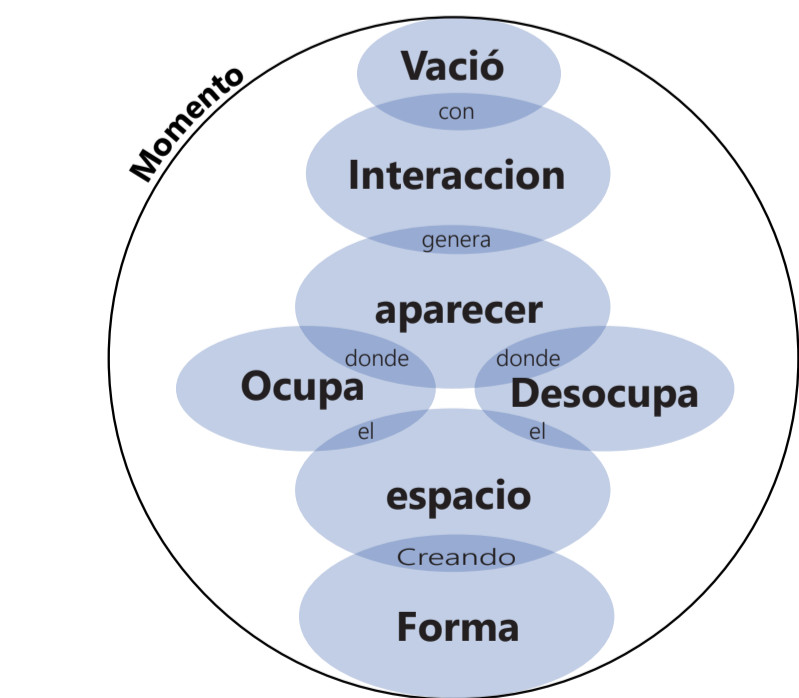 Momento
Vació
con
Interaccion
genera
aparecer
donde donde
Ocupa Desocupa
el el
espacio
Creando
Forma